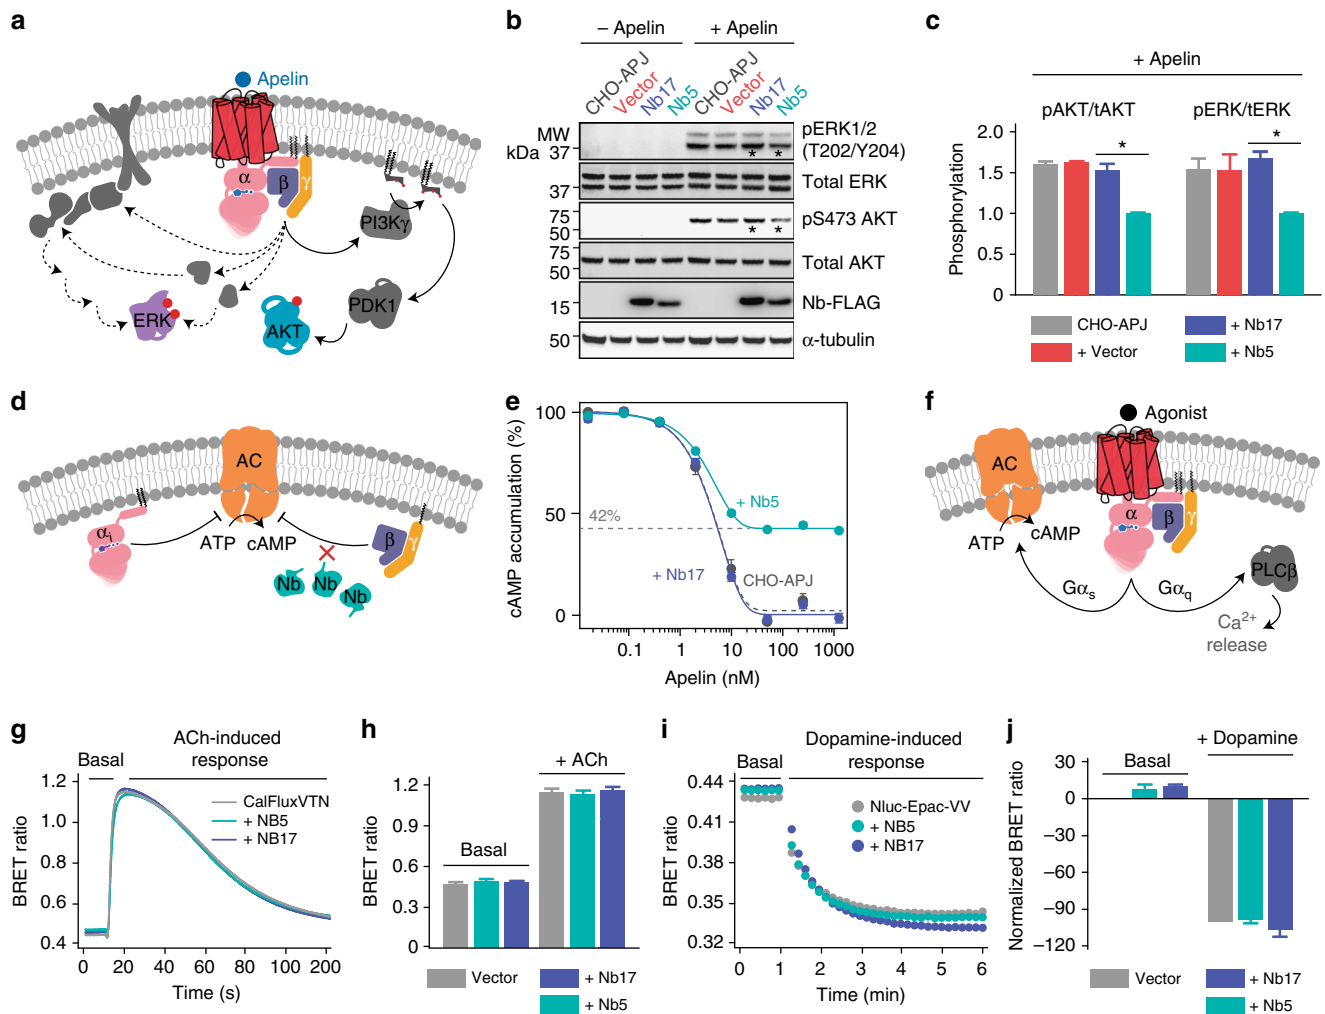 a
Apelin
α
β
γ
PI3Kγ
PDK1
ERK
AKT
b
– Apelin
+ Apelin
CHO-APJ
Vector
Nb17
Nb5
CHO-APJ
Vector
Nb17
Nb5
MW
kDa
37
pERK1/2
(T202/Y204)
* *
37
Total ERK
75
50
pS473 AKT
* *
75
50
Total AKT
15
Nb-FLAG
50
α-tubulin
c
+ Apelin
pAKT/tAKT
pERK/tERK
* *
Phosphorylation
2.0
1.5
1.0
0.5
0
CHO-APJ
+ Nb17
+ Vector
+ Nb5
d
AC
αi
ATP
cAMP
β
γ
Nb
Nb
Nb
e
cAMP accumulation (%)
100
50
0
42%
+ Nb5
+ Nb17
CHO-APJ
0.1 1 10 100 1000
Apelin (nM)
f
Agonist
AC
α
β
γ
ATP
cAMP
PLCβ
Gαs
Gαq
Ca2+
release
g
Basal
ACh-induced
response
BRET ratio
1.2
1.0
0.8
0.6
0.4
CalFluxVTN
+ NB5
+ NB17
0 20 40 60 80 100 200
Time (s)
h
+ ACh
Basal
BRET ratio
1.2
0.9
0.6
0.3
0
Vector
+ Nb17
+ Nb5
i
Basal
Dopamine-induced
response
BRET ratio
0.44
0.41
0.38
0.35
0.32
Nluc-Epac-VV
+ NB5
+ NB17
0 1 2 3 4 5 6
Time (min)
j
+ Dopamine
Basal
Normalized BRET ratio
30
0
–30
–60
–90
–120
Vector
+ Nb17
+ Nb5